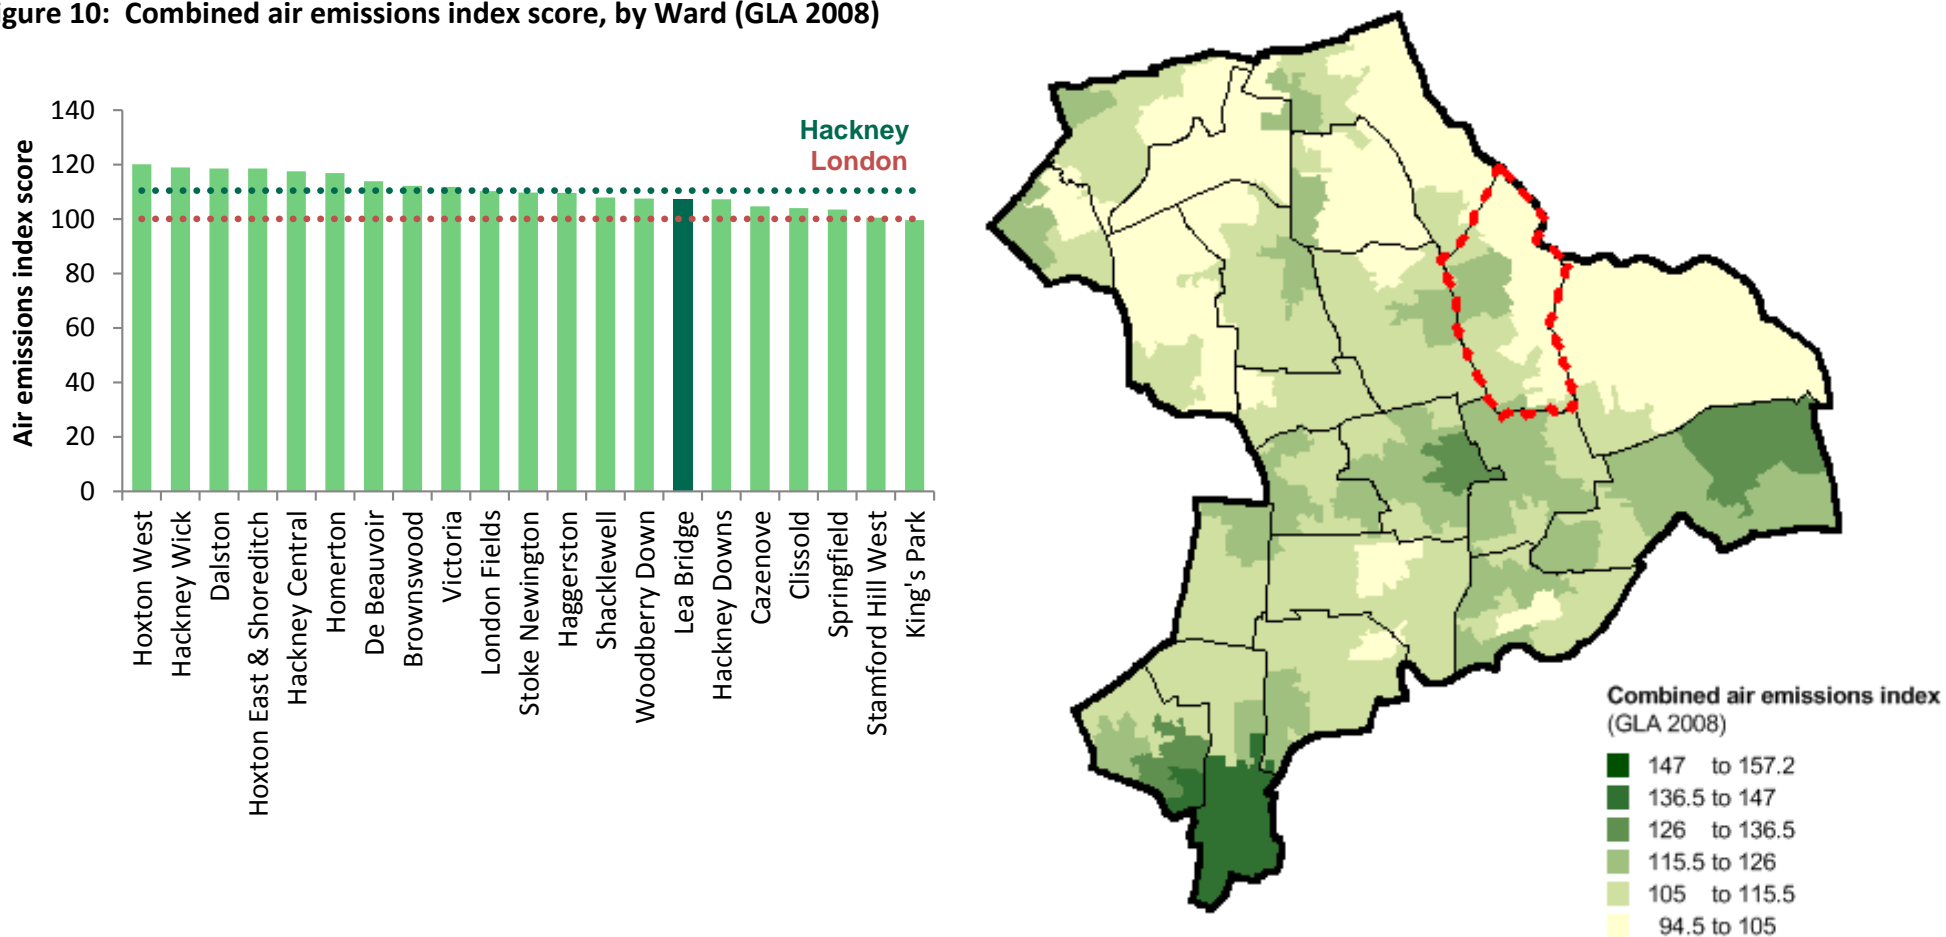 igure 10:  Combined air emissions index score, by Ward (GLA 2008)
Air emissions index score
140
120
100
80
60
40
20
0
Hackney
London
Hoxton West
Hackney Wick
Dalston
Hoxton East & Shoreditch
Hackney Central
Homerton
De Beauvoir
Brownswood
Victoria
London Fields
Stoke Newington
Haggerston
Shacklewell
Woodberry Down
Lea Bridge
Hackney Downs
Cazenove
Clissold
Springfield
Stamford Hill West
King's Park
Combined air emissions index
(GLA 2008)
147 to 157.2
136.5 to 147
126 to 136.5
115.5 to 126
105 to 115.5
94.5 to 105